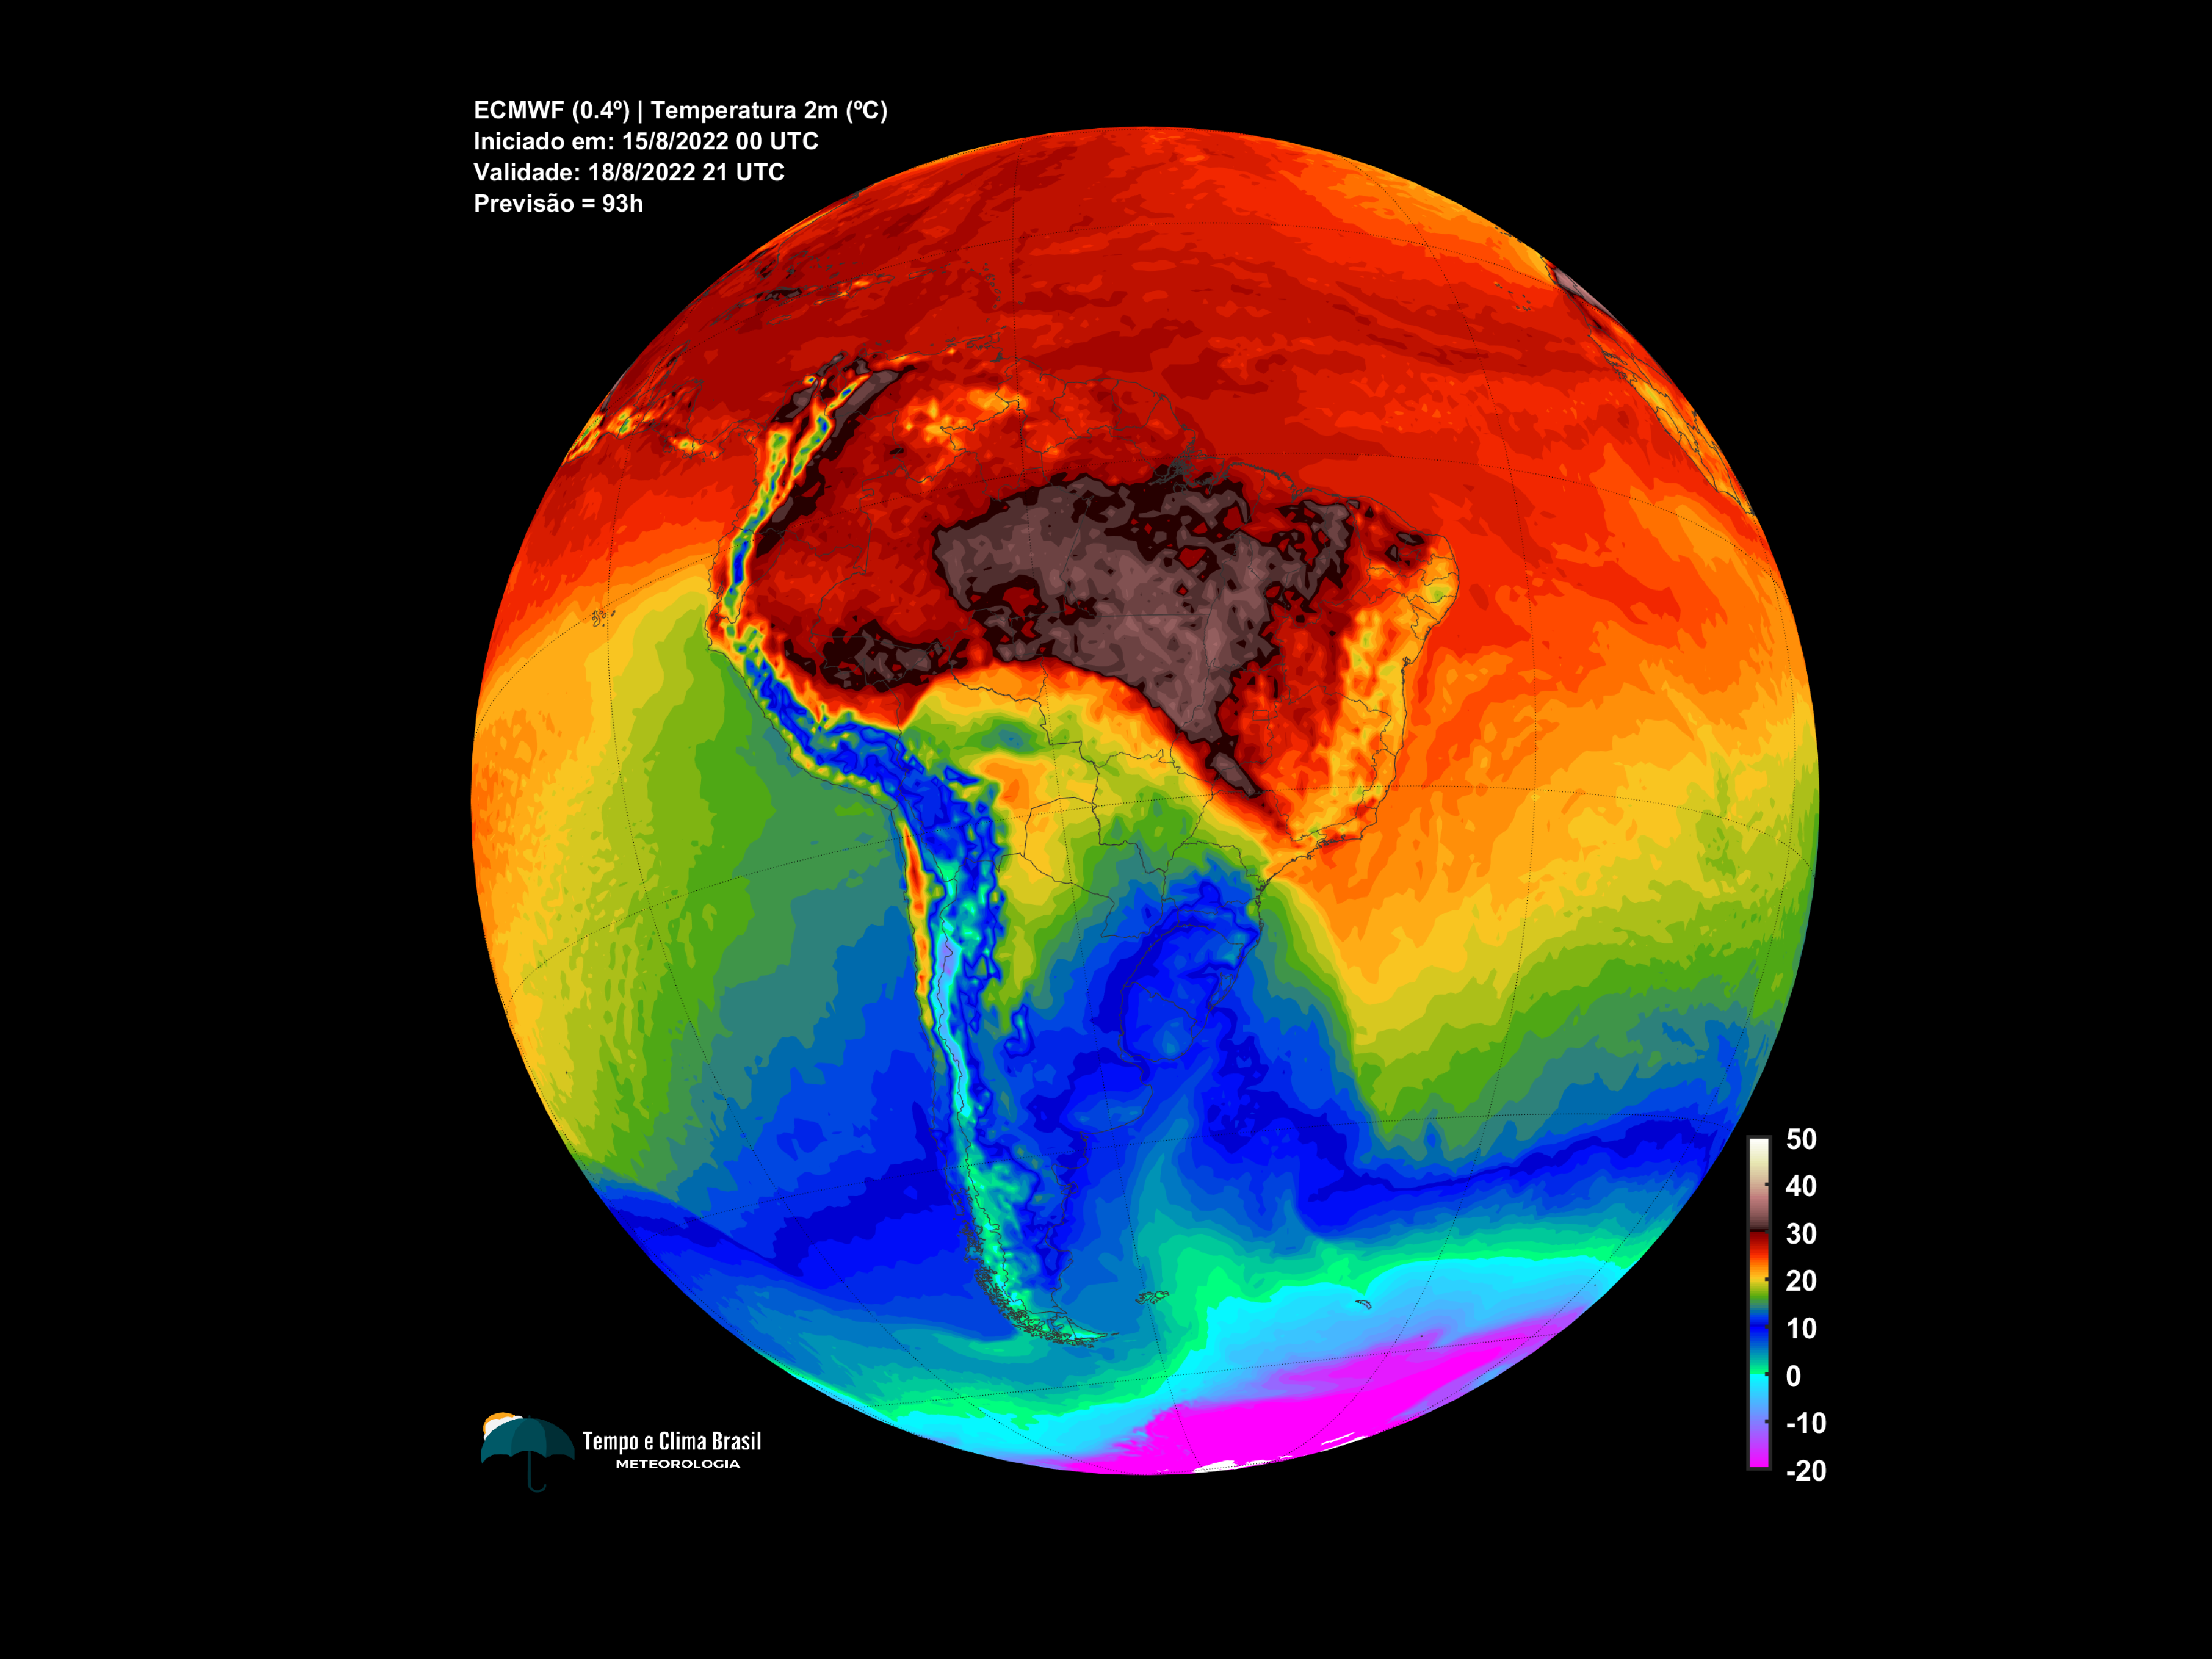 ECMWF (0.4º) | Temperatura 2m (ºC)
Iniciado em: 15/8/2022 00 UTC
Validade: 18/8/2022 21 UTC
Previsão = 93h
50
40
30
20
10
0
-10
-20
Tempo e Clima Brasil
METEOROLOGIA